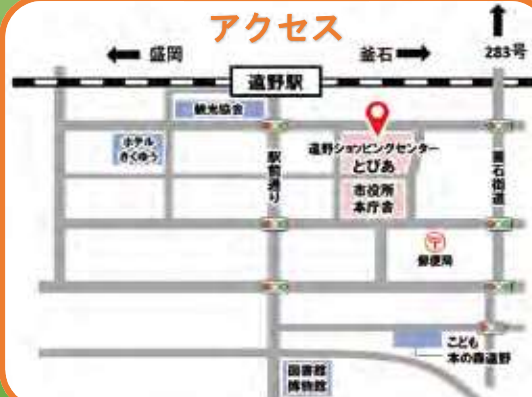 アクセス
盛岡
釜石
283号
遠野駅
観光協会
ホテル
きくゆう
駅前通り
遠野ショッピングセンター
とぴあ
市役所
本庁舎
釜石街道
郵便局
こども
本の森遠野
図書館
博物館